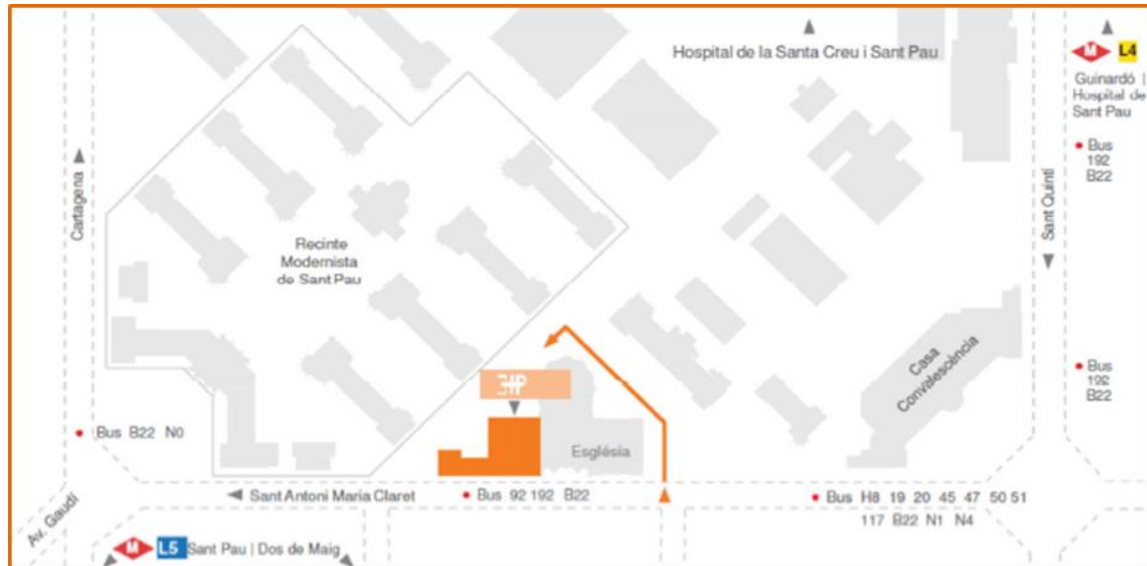 Hospital de la Santa Creu i Sant Pau
M L4
Guinardó |
Hospital de
Sant Pau
Bus
192
B22
Cartagena
Sant Quintí
Recinte
Modernista
de Sant Pau
Bus
192
B22
Casa
Convalescència
Bus B22 N0
Església
Sant Antoni Maria Claret
Bus 92 192 B22
Bus H8 19 20 45 47 50 51
117 B22 N1 N4
Av. Gaudí
M L5 Sant Pau | Dos de Maig